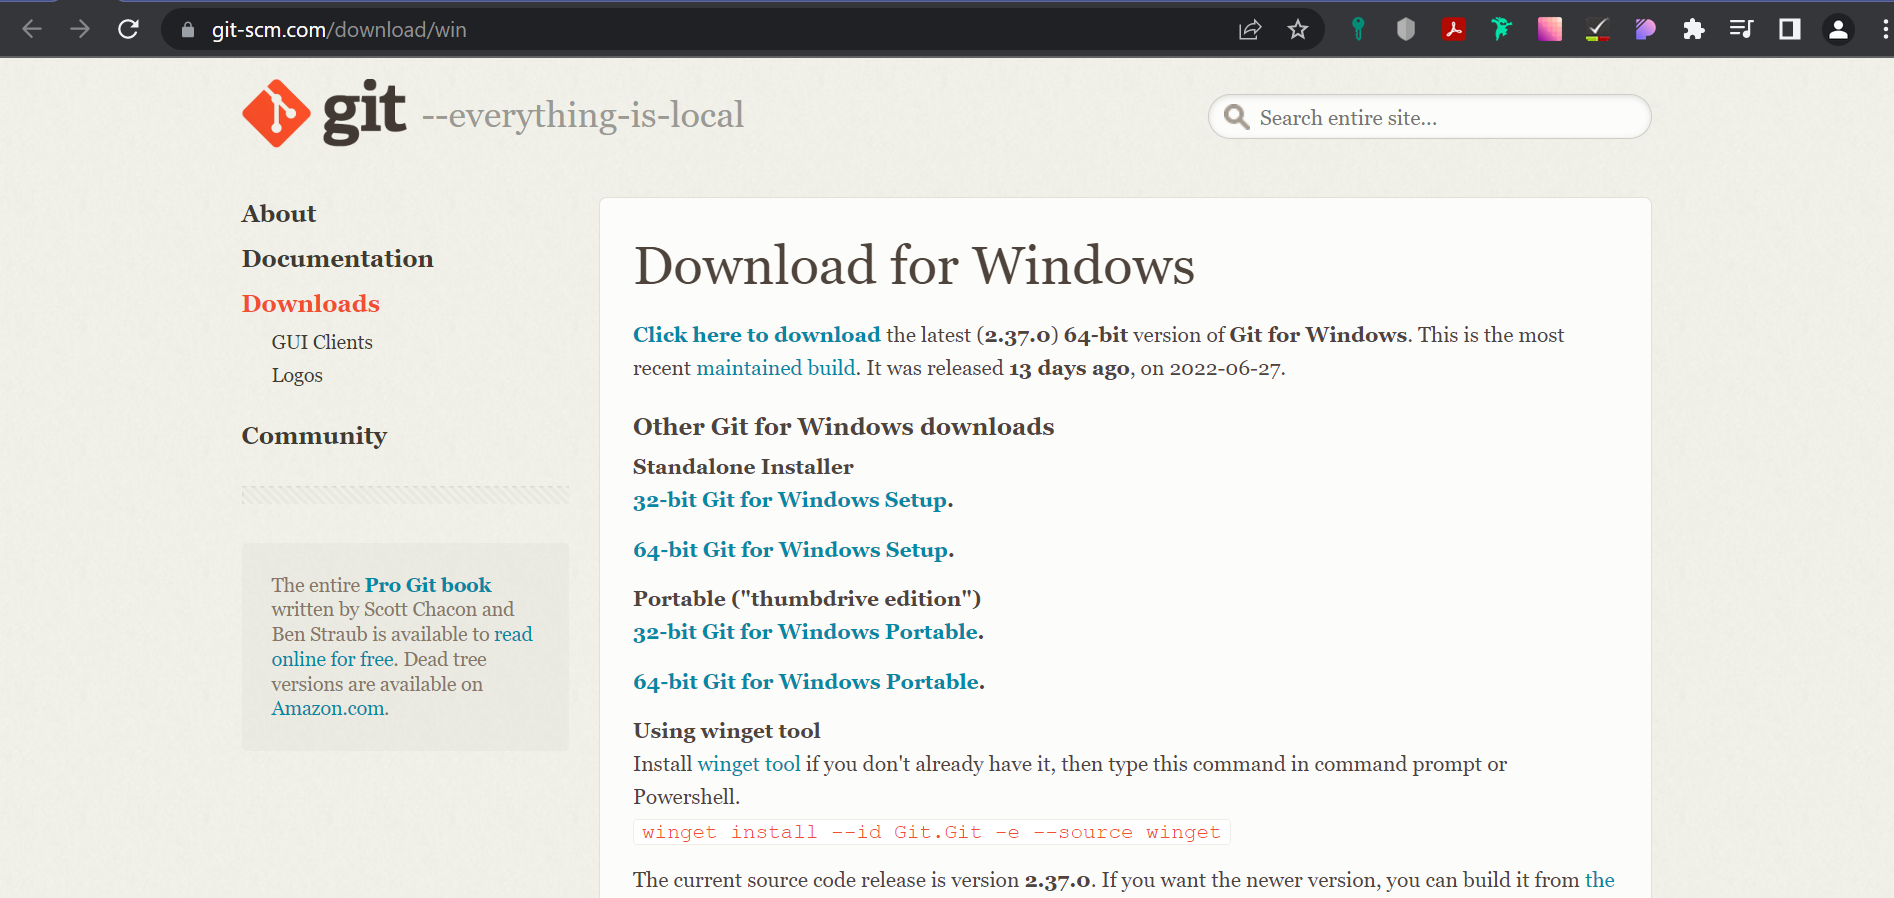 git-scm.com/download/win
git --everything-is-local
Search entire site...
About
Documentation
Downloads
GUI Clients
Logos
Community
The entire Pro Git book
written by Scott Chacon and
Ben Straub is available to read
online for free. Dead tree
versions are available on
Amazon.com.
Download for Windows
Click here to download the latest (2.37.0) 64-bit version of Git for Windows. This is the most
recent maintained build. It was released 13 days ago, on 2022-06-27.
Other Git for Windows downloads
Standalone Installer
32-bit Git for Windows Setup.
64-bit Git for Windows Setup.
Portable ("thumbdrive edition")
32-bit Git for Windows Portable.
64-bit Git for Windows Portable.
Using winget tool
Install winget tool if you don't already have it, then type this command in command prompt or
Powershell.
winget install --id Git.Git -e --source winget
The current source code release is version 2.37.0. If you want the newer version, you can build it from the